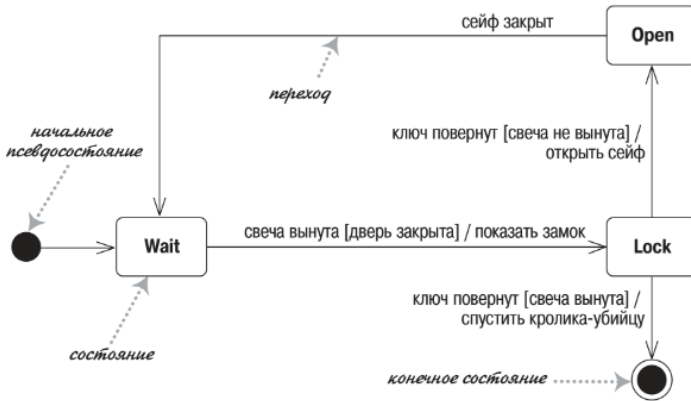 сейф закрыт
Open
переход
начальное
псевдосостояние
ключ повернут [свеча не вынута] /
открыть сейф
Wait
свеча вынута [дверь закрыта] / показать замок
Lock
ключ повернут [свеча вынута] /
спустить кролика-убийцу
состояние
конечное состояние